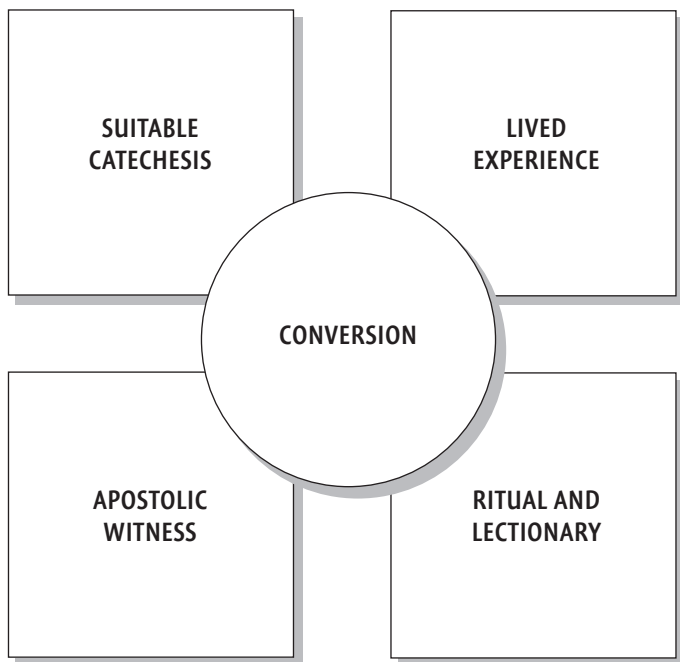 SUITABLE
CATECHESIS
LIVED
EXPERIENCE
CONVERSION
APOSTOLIC
WITNESS
RITUAL AND
LECTIONARY